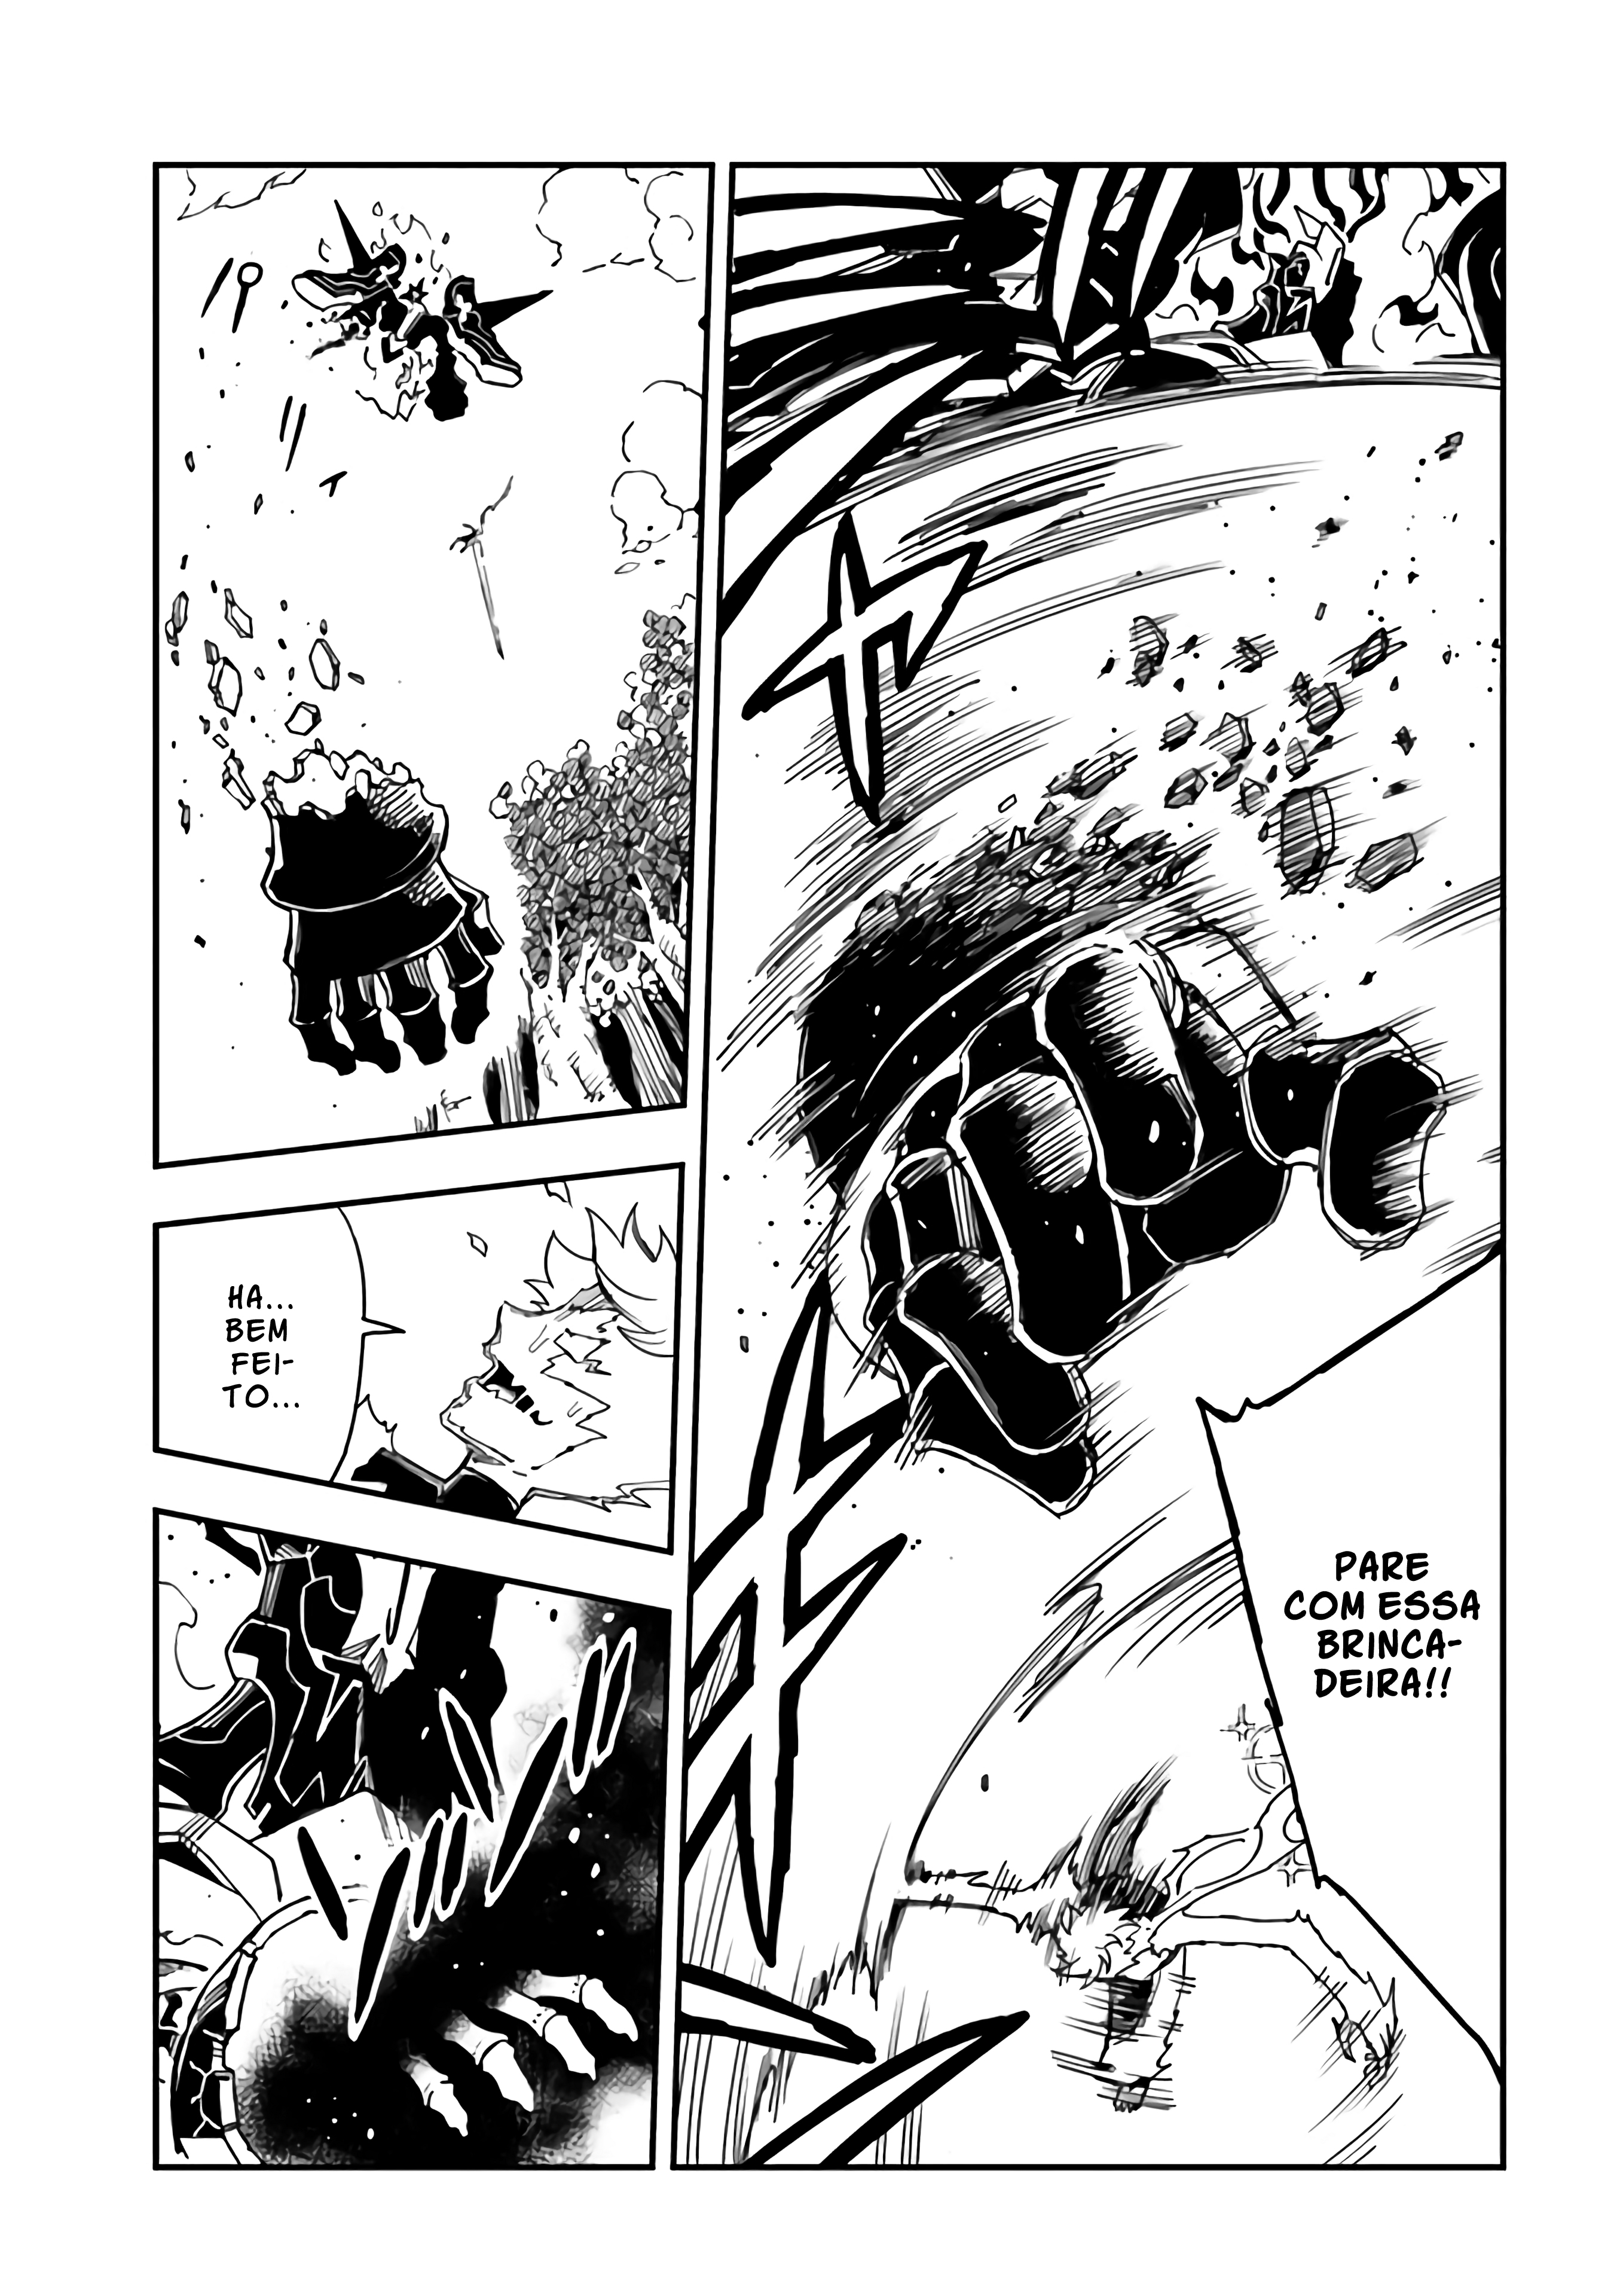 PARE
COM ESSA
BRINCA-
DEIRA!!
HA...
BEM
FEI-
TO...